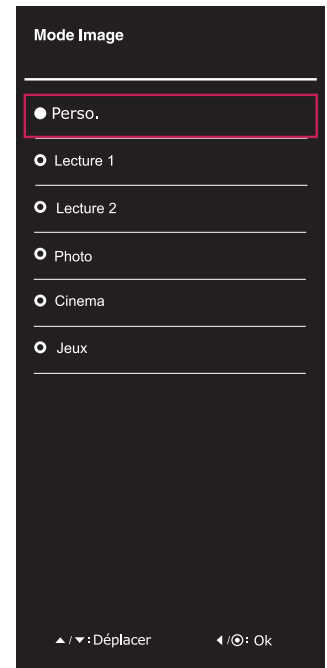 Mode Image
Perso.
Lecture 1
Lecture 2
Photo
Cinema
Jeux
▲/▼:Déplacer ◀/⦿: Ok